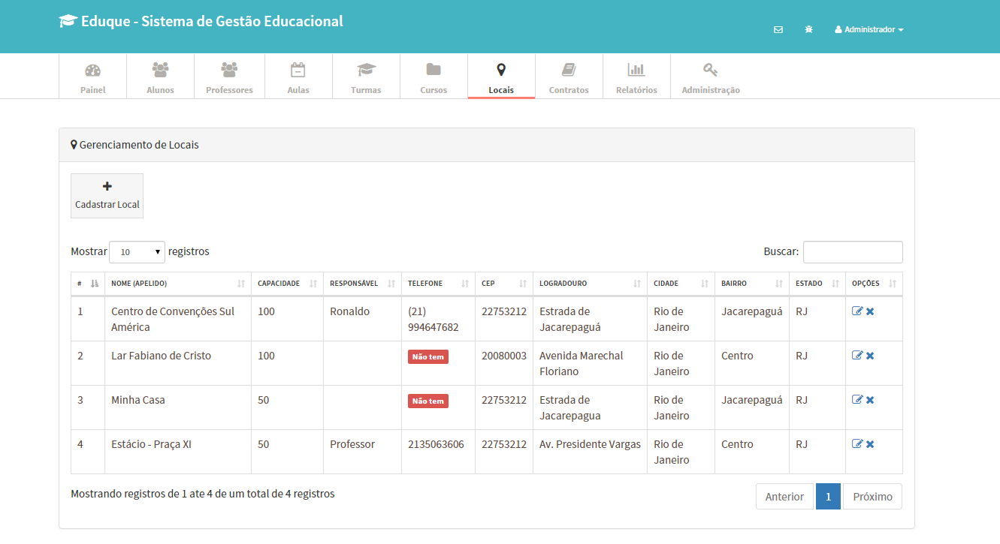 Eduque - Sistema de Gestão Educacional
Administrador
Painel Alunos Professores Aulas Turmas Cursos Locais Contratos Relatórios Administração
Gerenciamento de Locais
Cadastrar Local
Mostrar 10 registros Buscar:
# NOME (APELIDO) CAPACIDADE RESPONSÁVEL TELEFONE CEP LOGRADOURO CIDADE BAIRRO ESTADO OPÇÕES
1 Centro de Convenções Sul 100 Ronaldo (21) 22753212 Estrada de Rio de Jacarepaguá RJ
América 994647682 Jacarepaguá Janeiro
2 Lar Fabiano de Cristo 100 Não tem 20080003 Avenida Marechal Rio de Centro RJ
Floriano Janeiro
3 Minha Casa 50 Não tem 22753212 Estrada de Rio de Jacarepaguá RJ
Jacarepagua Janeiro
4 Estácio - Praça XI 50 Professor 2135063606 22753212 Av. Presidente Vargas Rio de Centro RJ
Janeiro
Mostrando registros de 1 ate 4 de um total de 4 registros
Anterior 1 Próximo